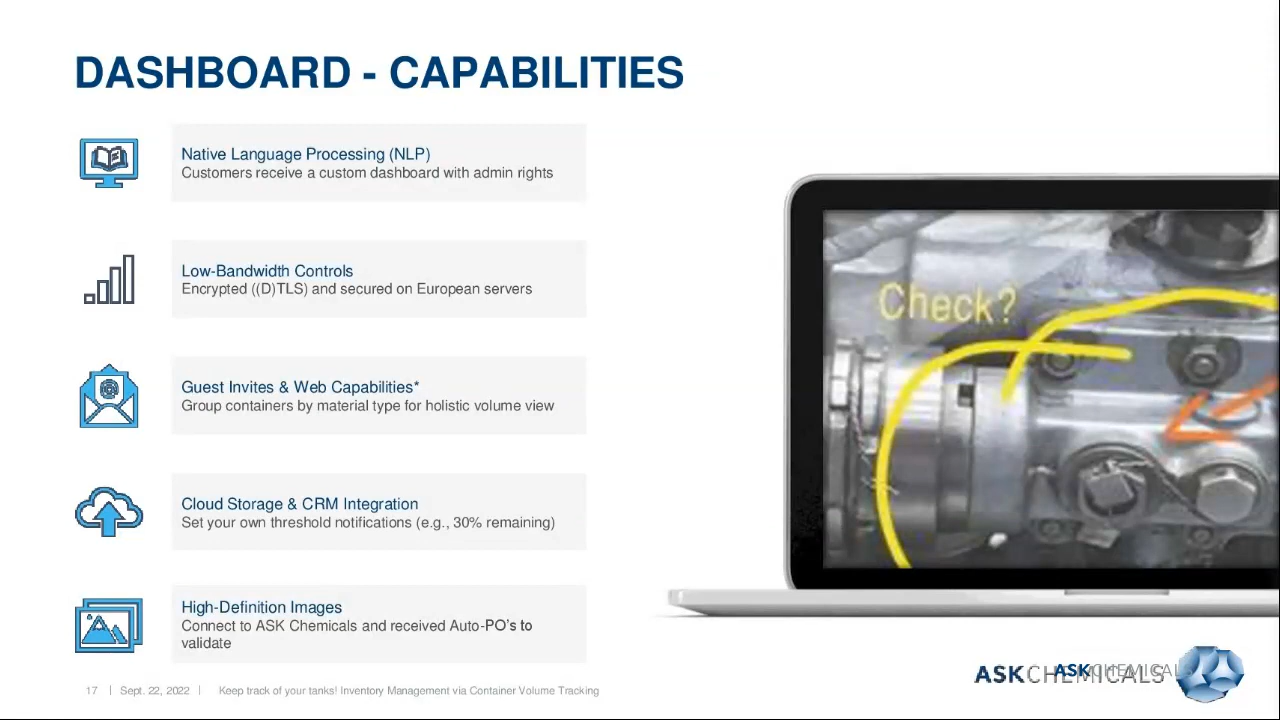 DASHBOARD - CAPABILITIES
Native Language Processing (NLP)
Customers receive a custom dashboard with admin rights
Low-Bandwidth Controls
Encrypted ((D)TLS) and secured on European servers
Check?
Guest Invites & Web Capabilities*
Group containers by material type for holistic volume view
Cloud Storage & CRM Integration
Set your own threshold notifications (e.g., 30% remaining)
High-Definition Images
Connect to ASK Chemicals and received Auto-PO's to
validate
ASKCHEMICALS
ASKCHEMICALS
17 | Sept. 22, 2022 | Keep track of your tanks! Inventory Management via Container Volume Tracking